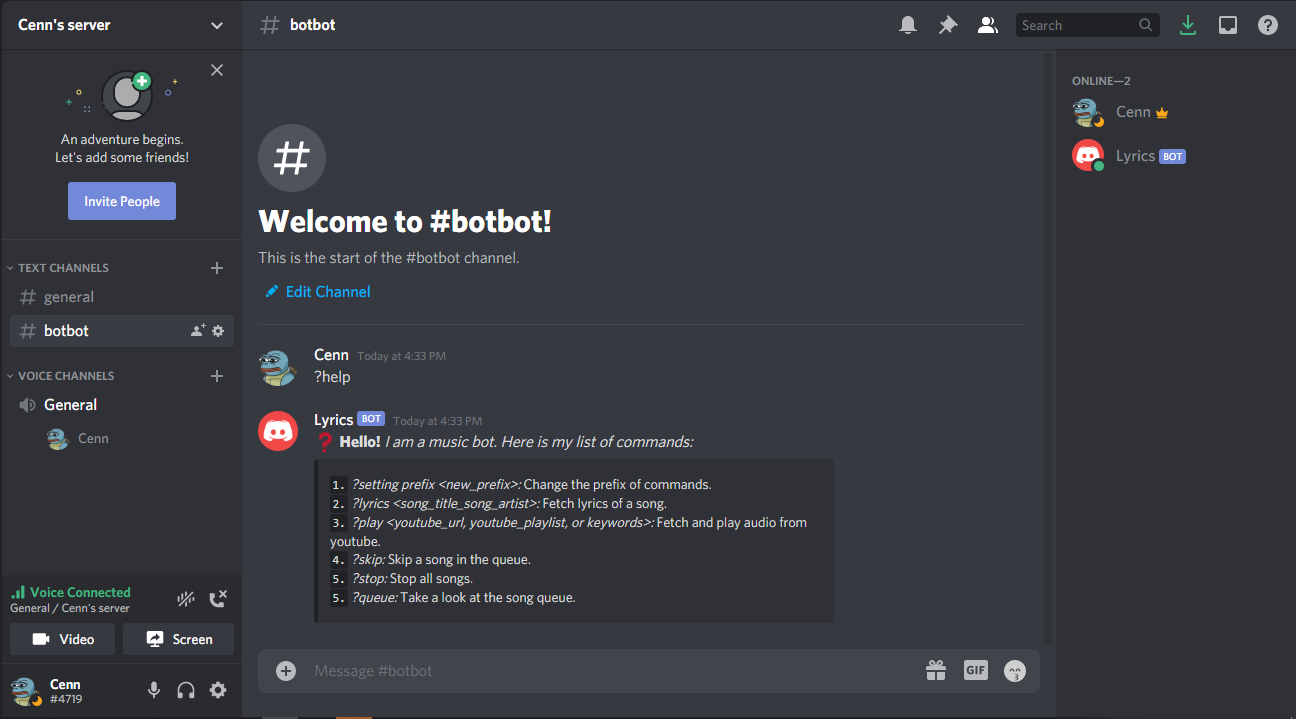 Cenn's server
An adventure begins.
Let's add some friends!
Invite People
TEXT CHANNELS
general
botbot
VOICE CHANNELS
General
Cenn
Voice Connected
General / Cenn's server
Video
Screen
Cenn
#4719
# botbot
Search
#
Welcome to #botbot!
This is the start of the #botbot channel.
Edit Channel
Cenn Today at 4:33 PM
?help
Lyrics BOT Today at 4:33 PM
❓ Hello! I am a music bot. Here is my list of commands:
1. ?setting prefix <new_prefix>: Change the prefix of commands.
2. ?lyrics <song_title_song_artist>: Fetch lyrics of a song.
3. ?play <youtube_url, youtube_playlist, or keywords>: Fetch and play audio from
youtube.
4. ?skip: Skip a song in the queue.
5. ?stop: Stop all songs.
5. ?queue: Take a look at the song queue.
Message #botbot
GIF
ONLINE—2
Cenn
Lyrics BOT